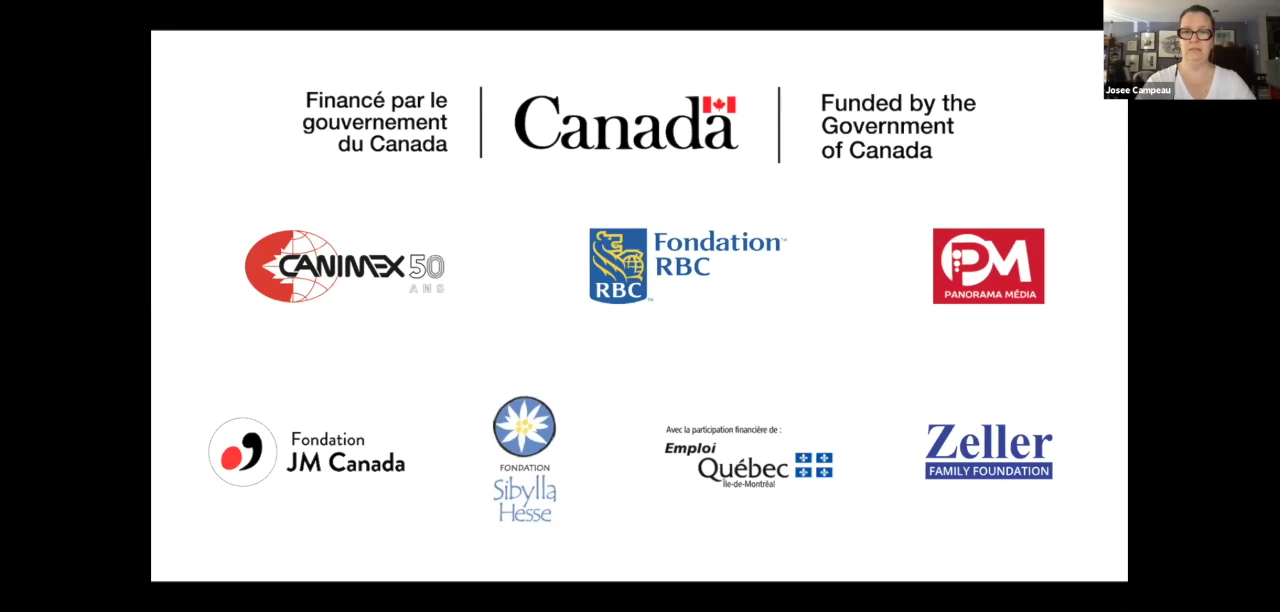 Josee Campeau
Financé par le
gouvernement
du Canada
Canada
Funded by the
Government
of Canada
CANIMEX 50
ANS
RBC
Fondation™
RBC
™
PM
PANORAMA MÉDIA
Fondation
JM Canada
FONDATION
Sibylla
Hesse
Avec la participation financière de :
Emploi
Québec
Île-de-Montréal
Zeller
FAMILY FOUNDATION